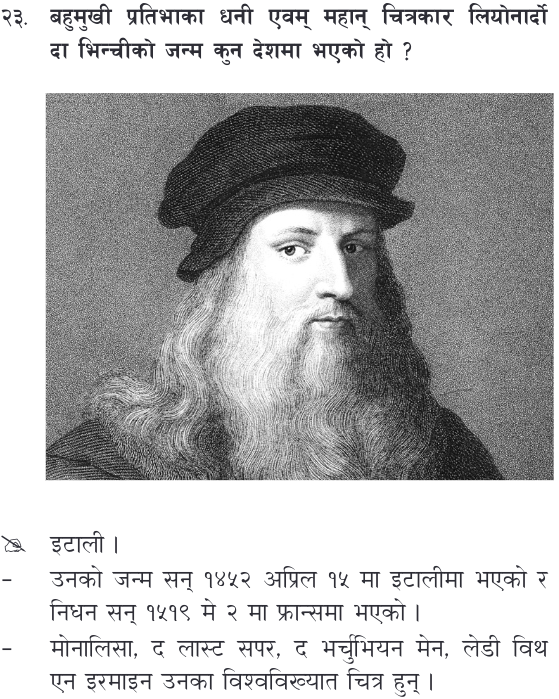 २३. बहुमुखी प्रतिभाका धनी एवम् महान् चित्रकार लियोनार्दो
दा भिन्चीको जन्म कुन देशमा भएको हो ?
इटाली ।
- उनको जन्म सन् १४५२ अप्रिल १५ मा इटालीमा भएको र
निधन सन् १५१९ मे २ मा फ्रान्समा भएको ।
- मोनालिसा, द लास्ट सपर, द भर्चुभियन मेन, लेडी विथ
एन इरमाइन उनका विश्वविख्यात चित्र हुन् ।